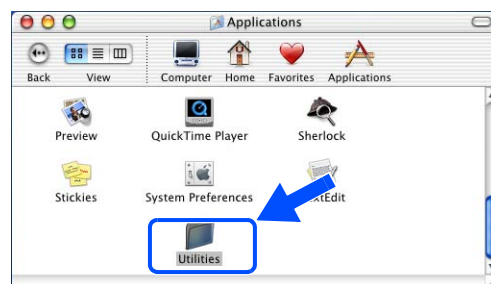 Applications
Back View Computer Home Favorites Applications
Preview QuickTime Player Sherlock
Stickies System Preferences xtEdit
Utilities